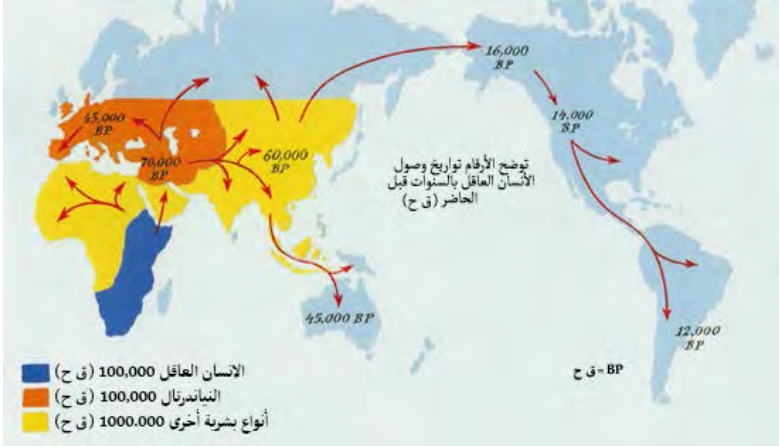 16,000
BP
45,000
BP
14,000
BP
70,000
BP
60,000
BP
توضح الأرقام تواريخ وصول
الأنسان العاقل بالسنوات قبل
الحاضر (ق ح)
45,000 BP
12,000
BP
BP = ق ح
الانسان العاقل 100,000 (ق ح)
النياندرتال 100,000 (ق ح)
أنواع بشرية أخرى 1000.000 (ق ح)